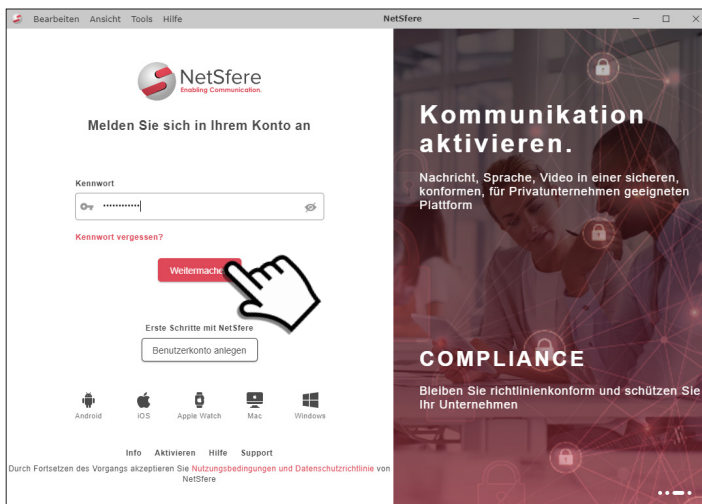 Bearbeiten Ansicht Tools Hilfe
NetSfere
NetSfere
Enabling Communication.
Melden Sie sich in Ihrem Konto an
Kennwort
Kennwort vergessen?
Weitermache
Erste Schritte mit NetSfere
Benutzerkonto anlegen
Android iOS Apple Watch Mac Windows
Info Aktivieren Hilfe Support
Durch Fortsetzen des Vorgangs akzeptieren Sie Nutzungsbedingungen und Datenschutzrichtlinie von
NetSfere
Kommunikation
aktivieren.
Nachricht, Sprache, Video in einer sicheren,
konformen, für Privatunternehmen geeigneten
Plattform
COMPLIANCE
Bleiben Sie richtlinienkonform und schützen Sie
Ihr Unternehmen